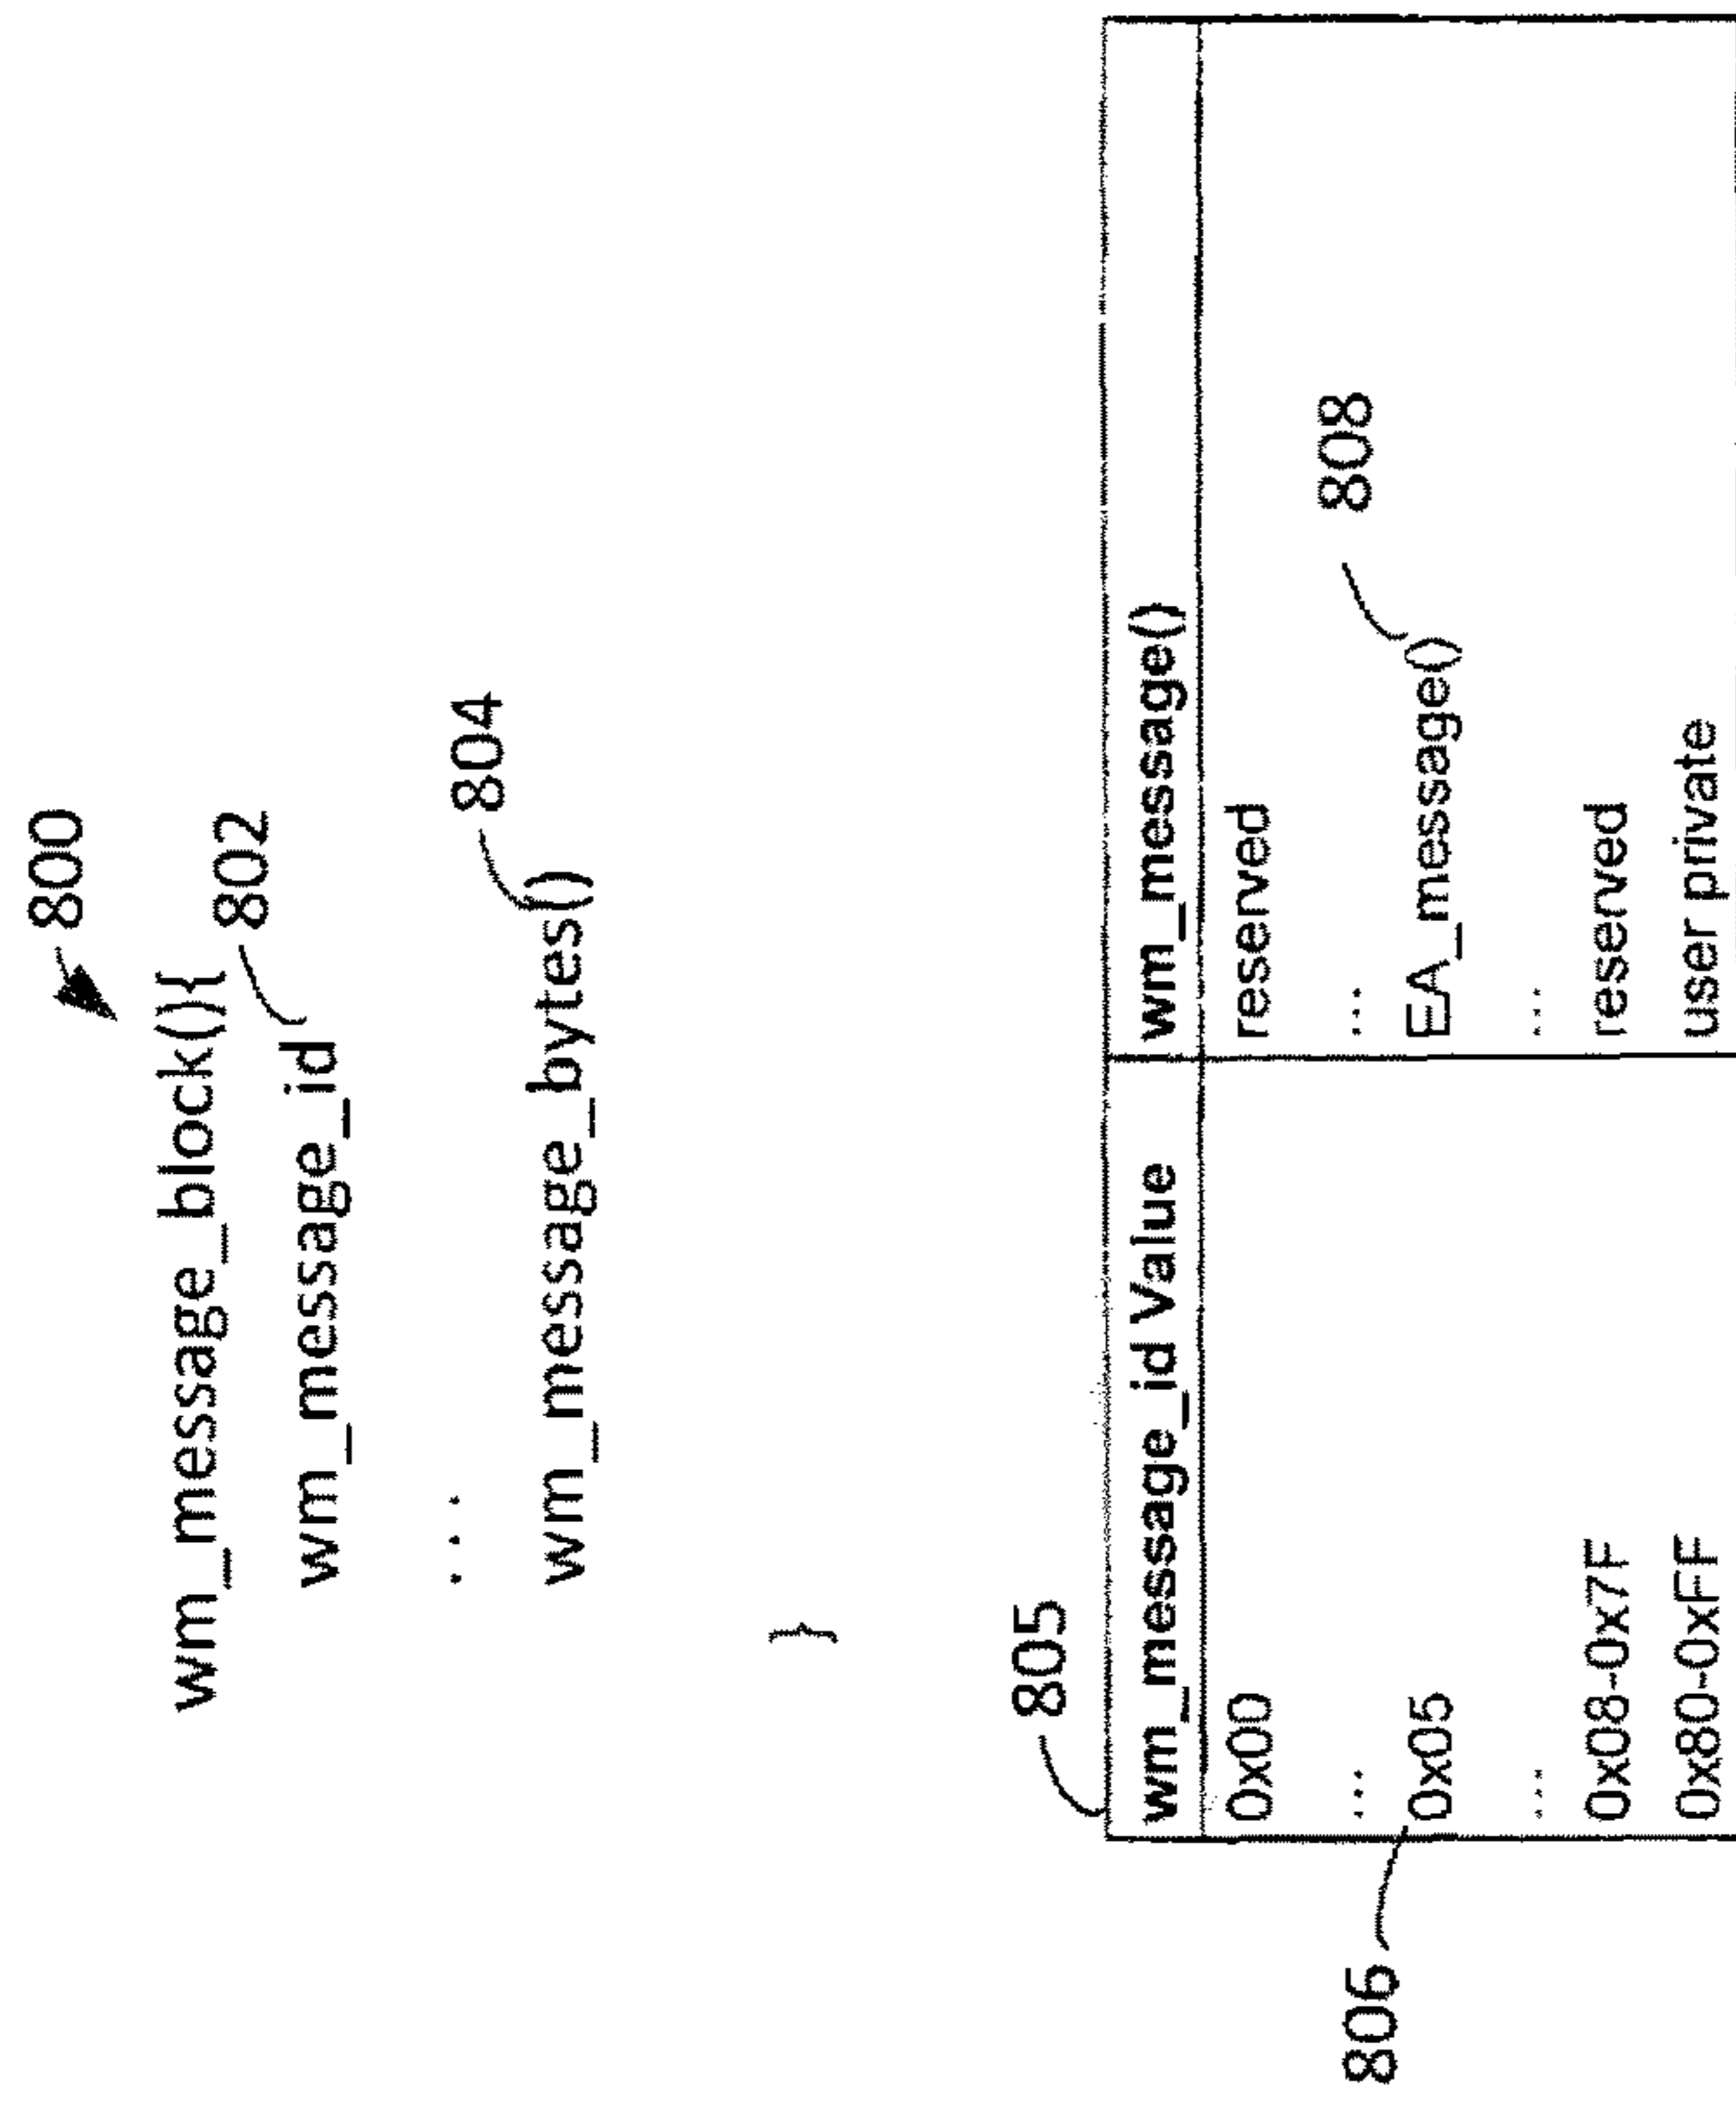 800
wm_message_block(){
802
wm_message_id
...
804
wm_message_bytes()
}
805
wm_message_id Value wm_message()
0x00 reserved
... ...
808
806
0x05 EA_message()
... ...
0x08-0x7F reserved
0x80-0xFF user private